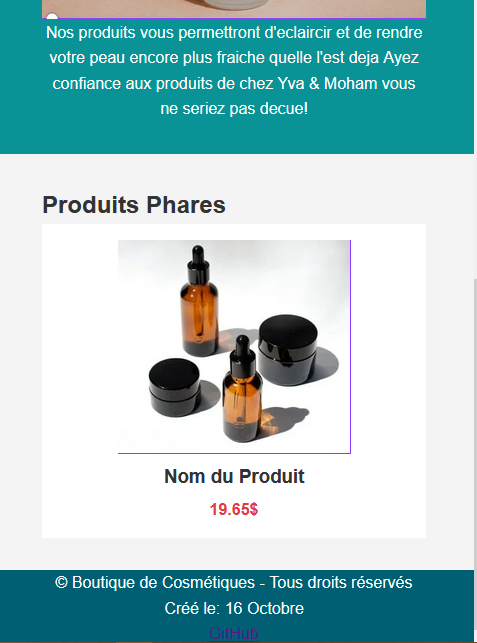 Nos produits vous permettront d'eclaircir et de rendre
votre peau encore plus fraiche quelle l'est deja Ayez
confiance aux produits de chez Yva & Moham vous
ne seriez pas decue!
Produits Phares
Nom du Produit
19.65$
© Boutique de Cosmétiques - Tous droits réservés
Créé le: 16 Octobre
GitHub